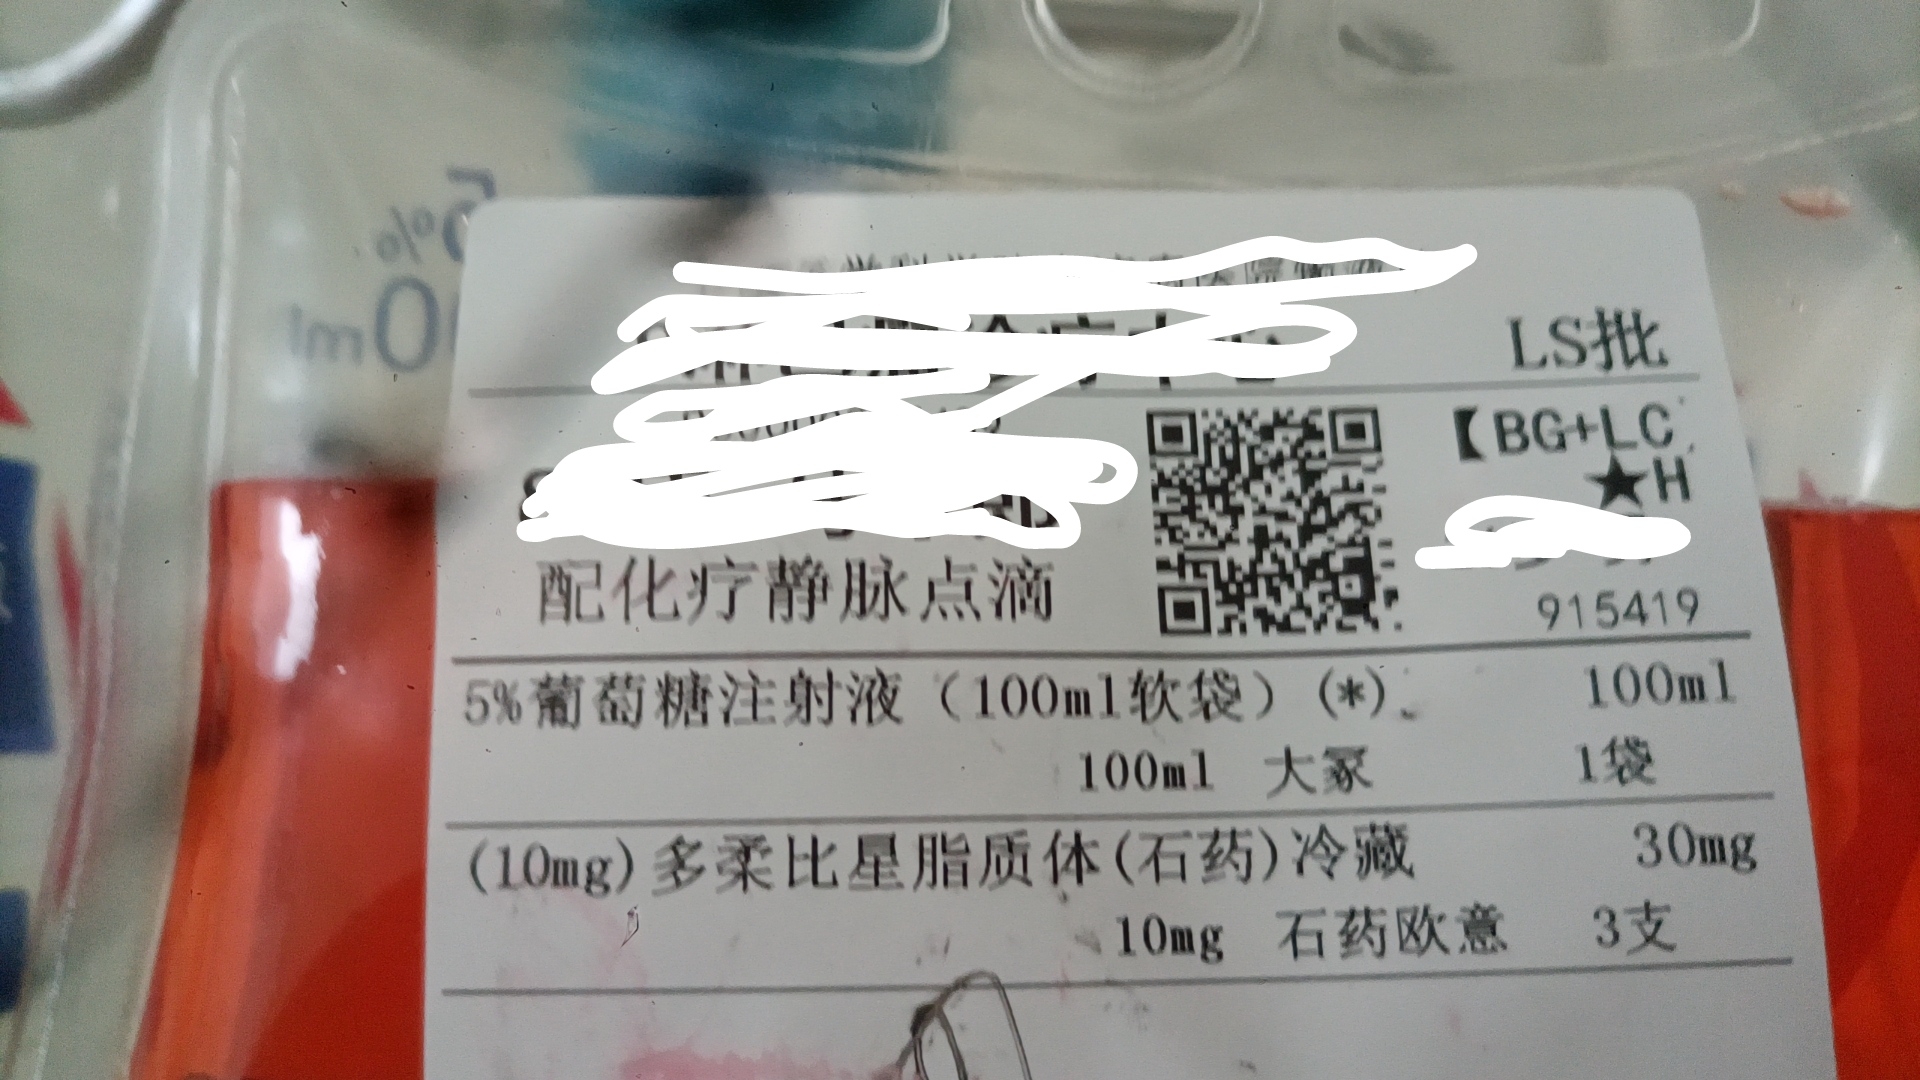 LS批
【BG+LC
★H
915419
配化疗静脉点滴
5%葡萄糖注射液（100ml软袋）(*) 100ml
100ml 大冢 1袋
(10mg)多柔比星脂质体(石药)冷藏 30mg
10mg 石药欧意 3支
5%
0ml